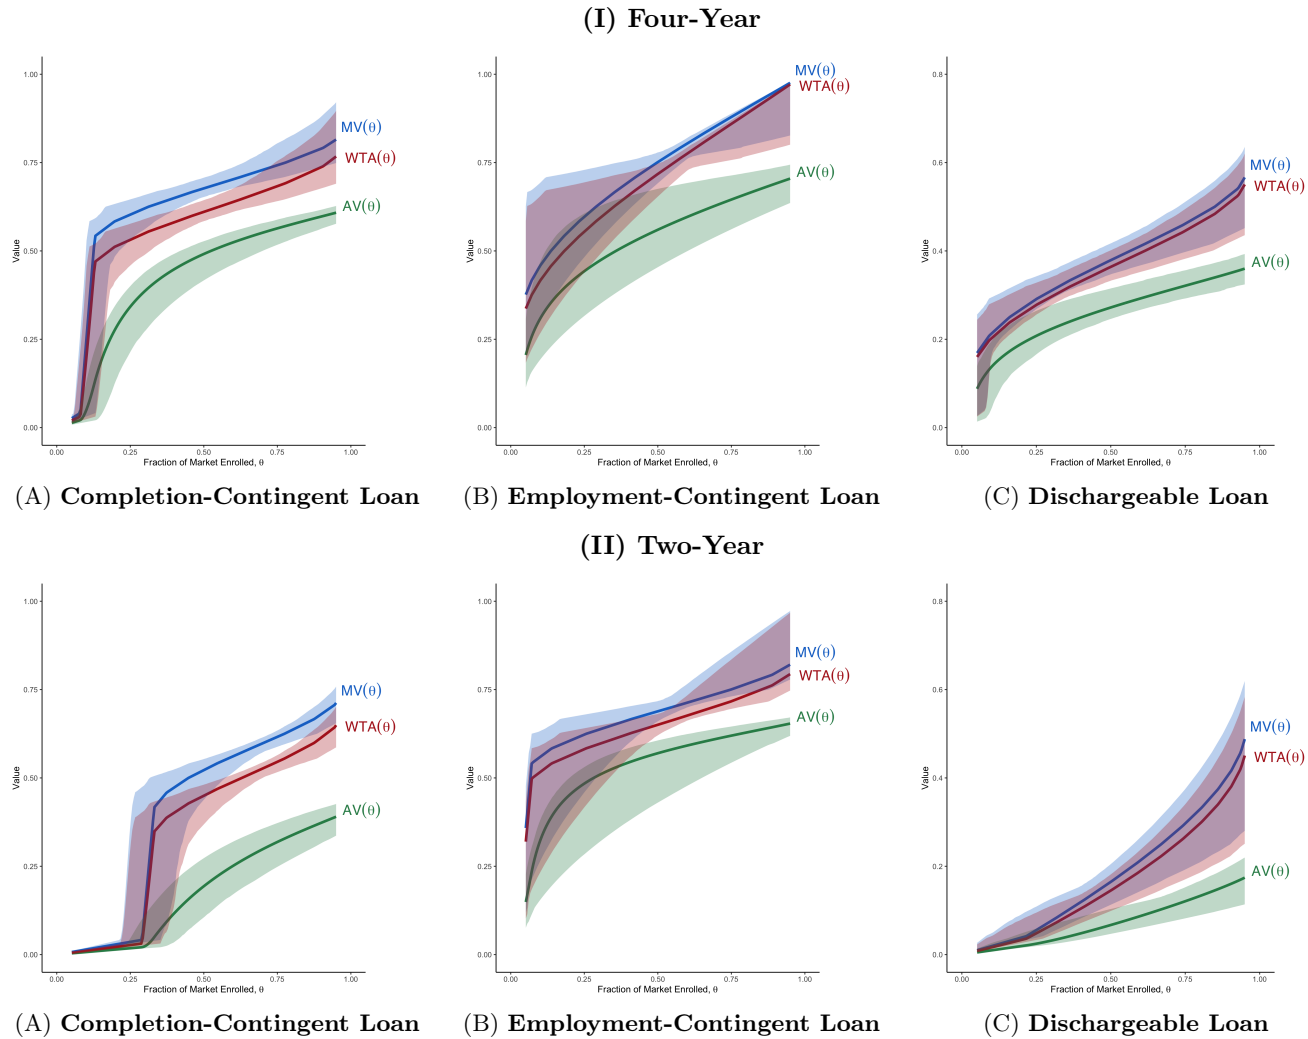 (I) Four-Year
1.00
0.75
0.50
0.25
0.00
Value
MV(θ)
WTA(θ)
AV(θ)
0.00 0.25 0.50 0.75 1.00
Fraction of Market Enrolled, θ
(A) Completion-Contingent Loan
1.00
0.75
0.50
0.25
0.00
Value
MV(θ)
WTA(θ)
AV(θ)
0.00 0.25 0.50 0.75 1.00
Fraction of Market Enrolled, θ
(B) Employment-Contingent Loan
0.8
0.6
0.4
0.2
0.0
Value
MV(θ)
WTA(θ)
AV(θ)
0.00 0.25 0.50 0.75 1.00
Fraction of Market Enrolled, θ
(C) Dischargeable Loan
(II) Two-Year
1.00
0.75
0.50
0.25
0.00
Value
MV(θ)
WTA(θ)
AV(θ)
0.00 0.25 0.50 0.75 1.00
Fraction of Market Enrolled, θ
(A) Completion-Contingent Loan
1.00
0.75
0.50
0.25
0.00
Value
MV(θ)
WTA(θ)
AV(θ)
0.00 0.25 0.50 0.75 1.00
Fraction of Market Enrolled, θ
(B) Employment-Contingent Loan
0.8
0.6
0.4
0.2
0.0
Value
MV(θ)
WTA(θ)
AV(θ)
0.00 0.25 0.50 0.75 1.00
Fraction of Market Enrolled, θ
(C) Dischargeable Loan